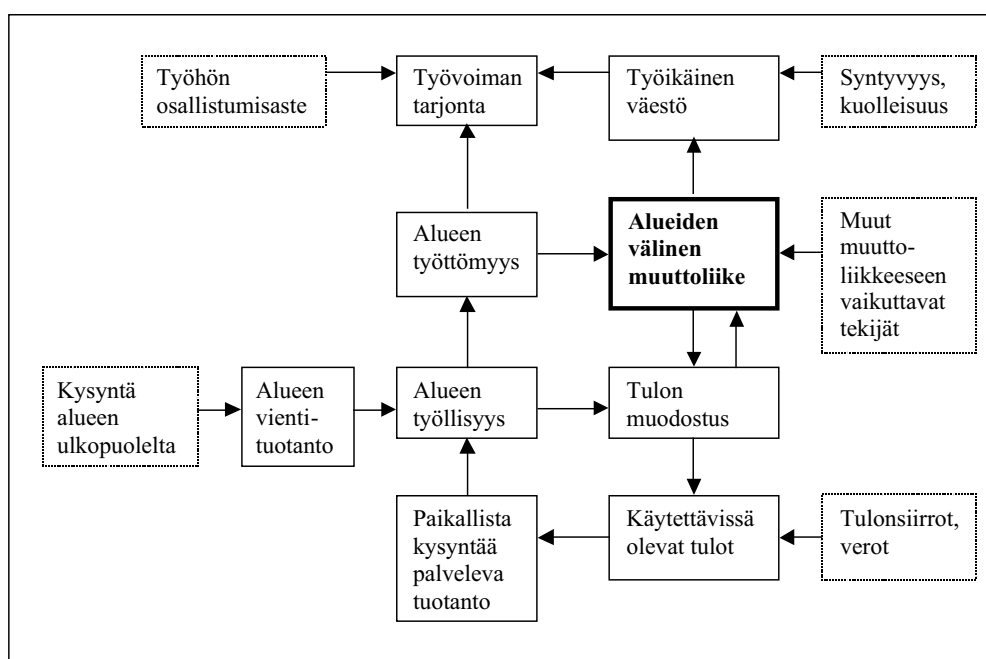 Työhön
osallistumisaste
Työvoiman
tarjonta
Työikäinen
väestö
Syntyvyys,
kuolleisuus
Alueen
työttömyys
Alueiden
välinen
muuttoliike
Muut
muutto-
liikkeeseen
vaikuttavat
tekijät
Kysyntä
alueen
ulkopuolelta
Alueen
vienti-
tuotanto
Alueen
työllisyys
Tulon
muodostus
Paikallista
kysyntää
palveleva
tuotanto
Käytettävissä
olevat tulot
Tulonsiirrot,
verot